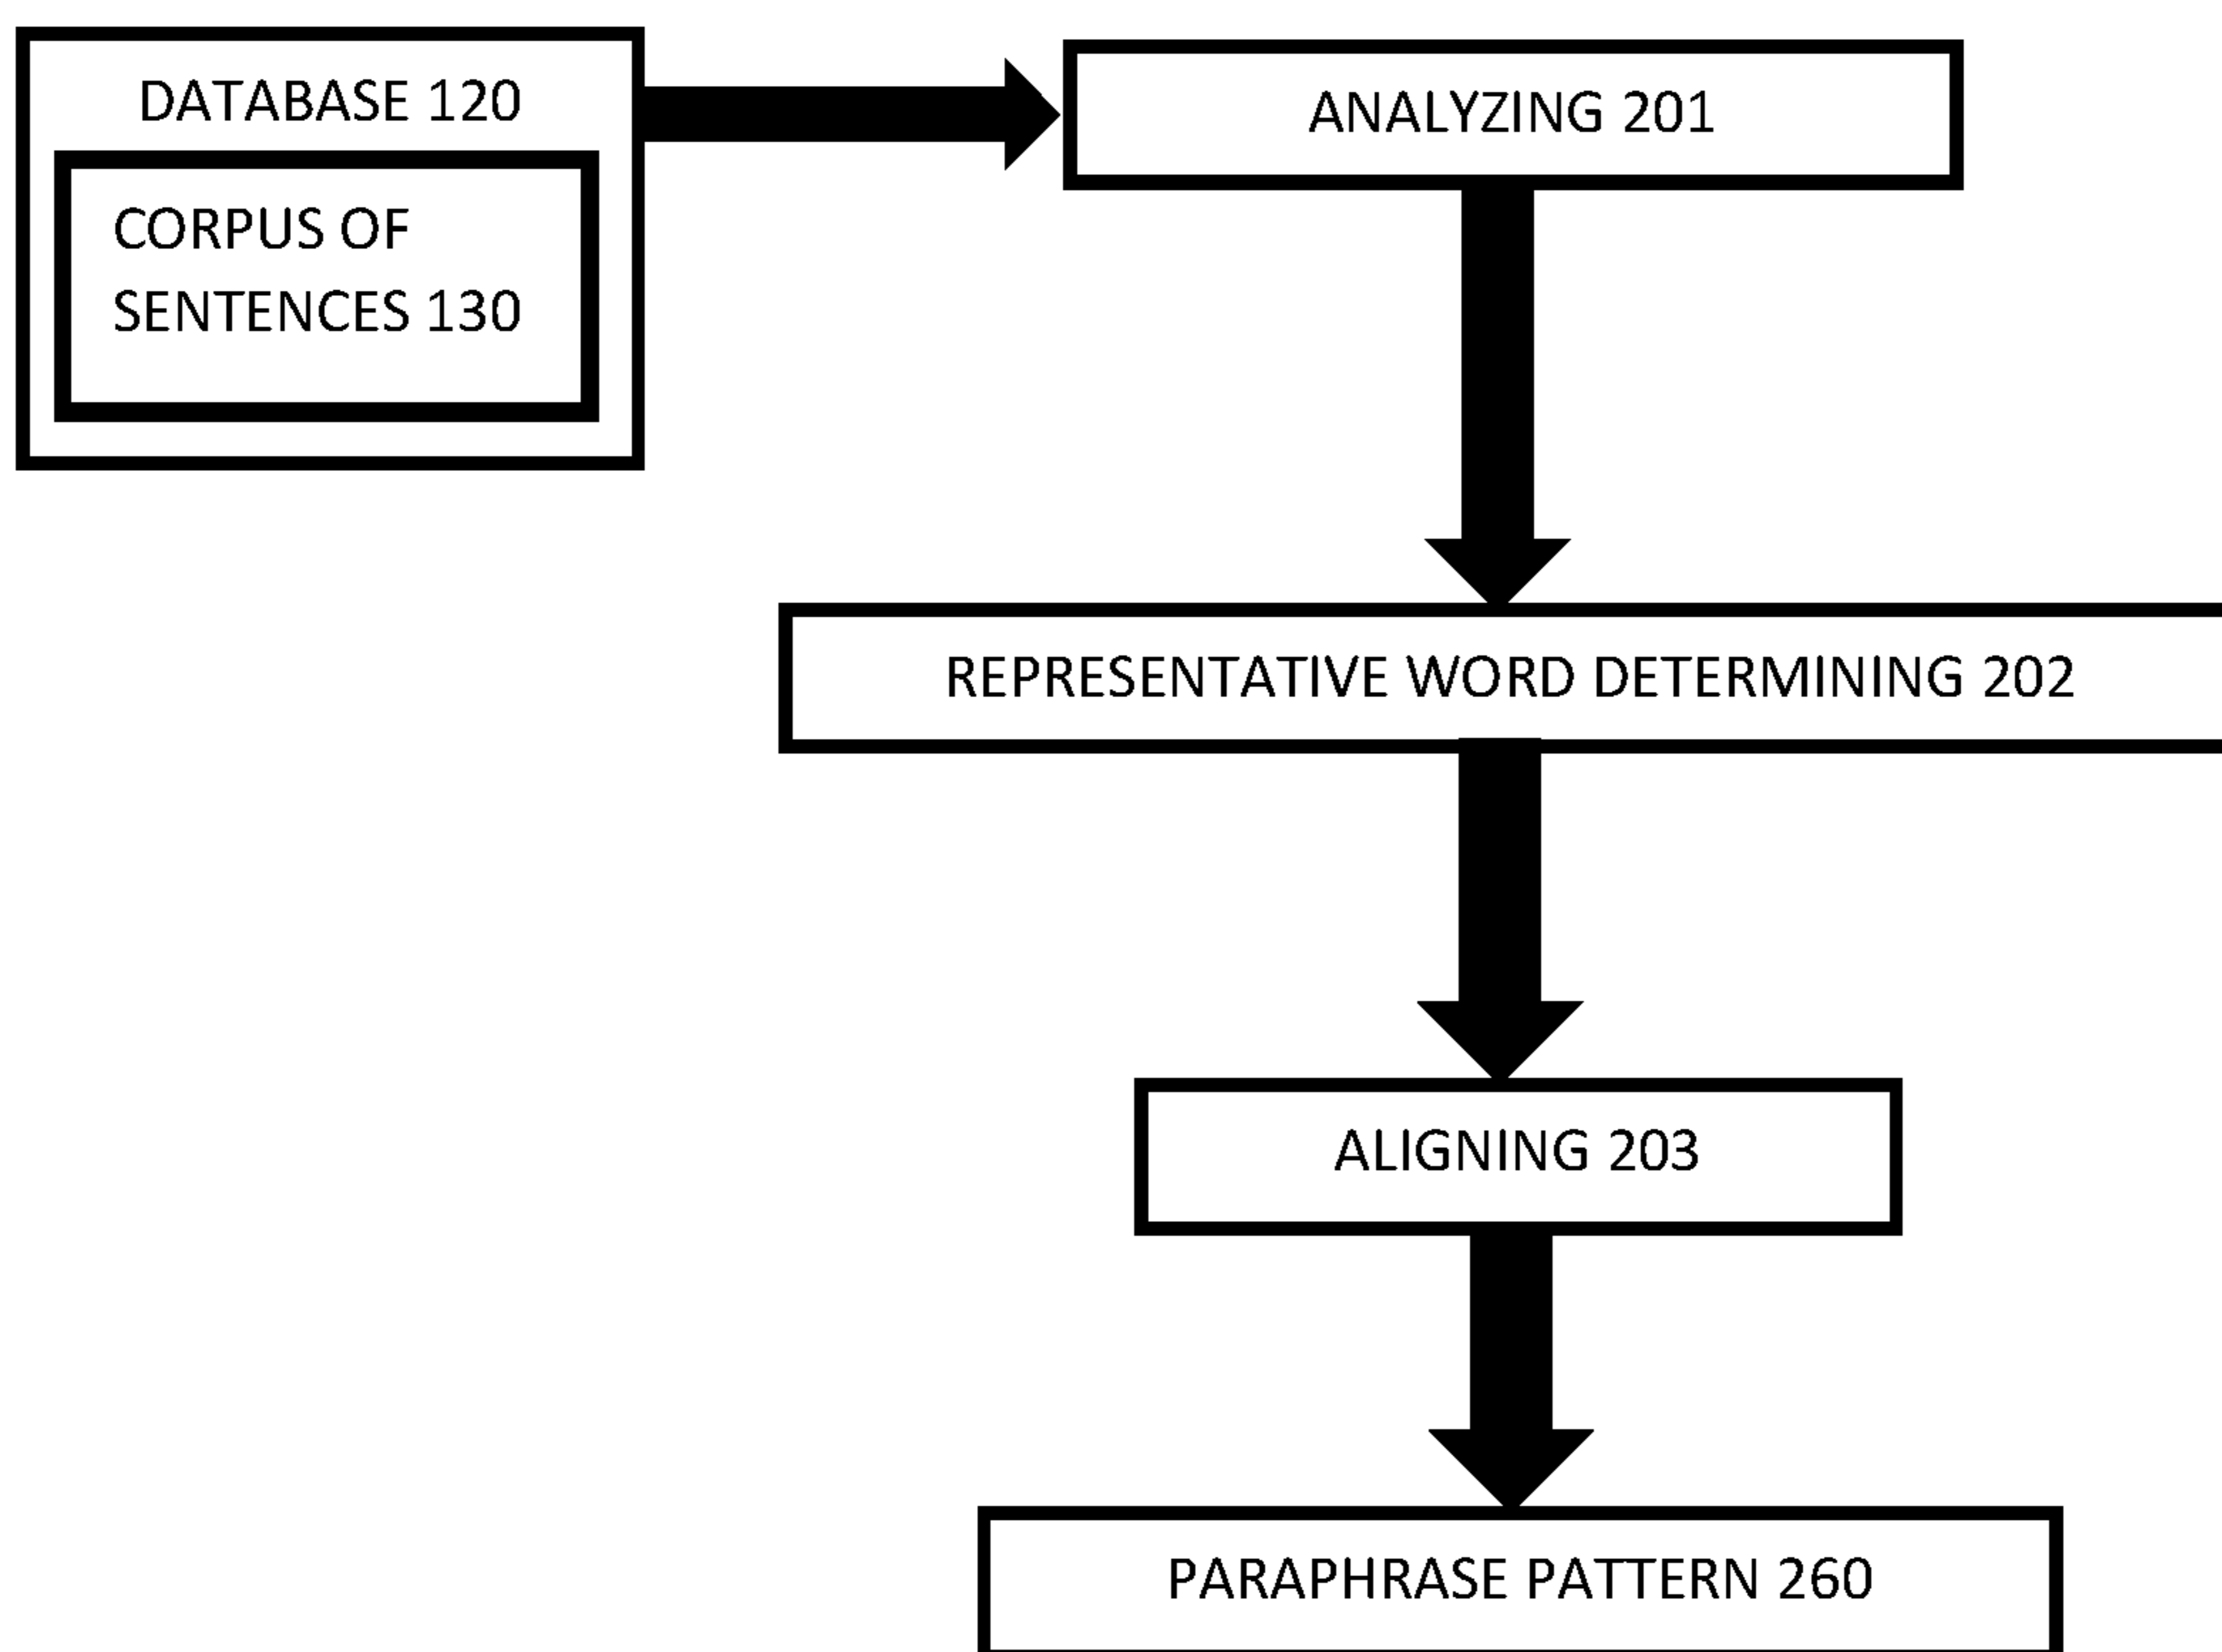 DATABASE 120
CORPUS OF
SENTENCES 130
ANALYZING 201
REPRESENTATIVE WORD DETERMINING 202
ALIGNING 203
PARAPHRASE PATTERN 260